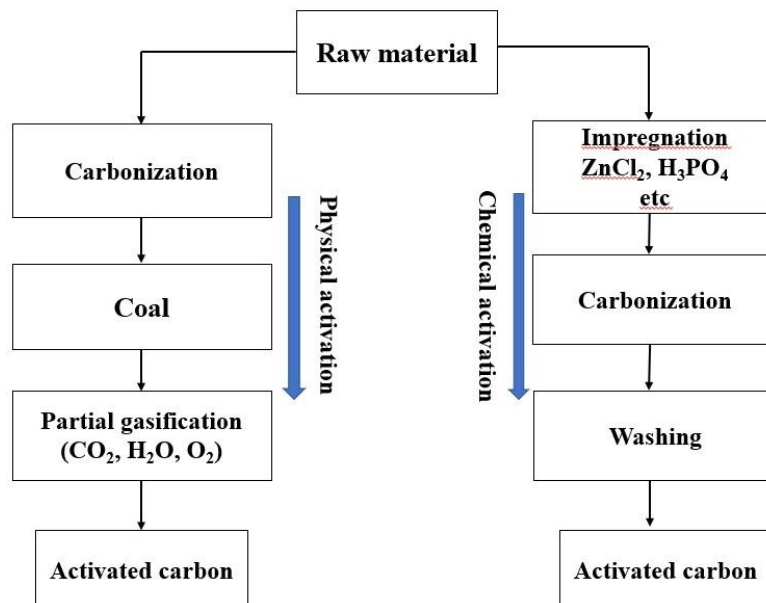 Raw material
Carbonization
Coal
Partial gasification
(CO₂, H₂O, O₂)
Activated carbon
Physical activation
Chemical activation
Impregnation
ZnCl₂, H₃PO₄
etc
Carbonization
Washing
Activated carbon